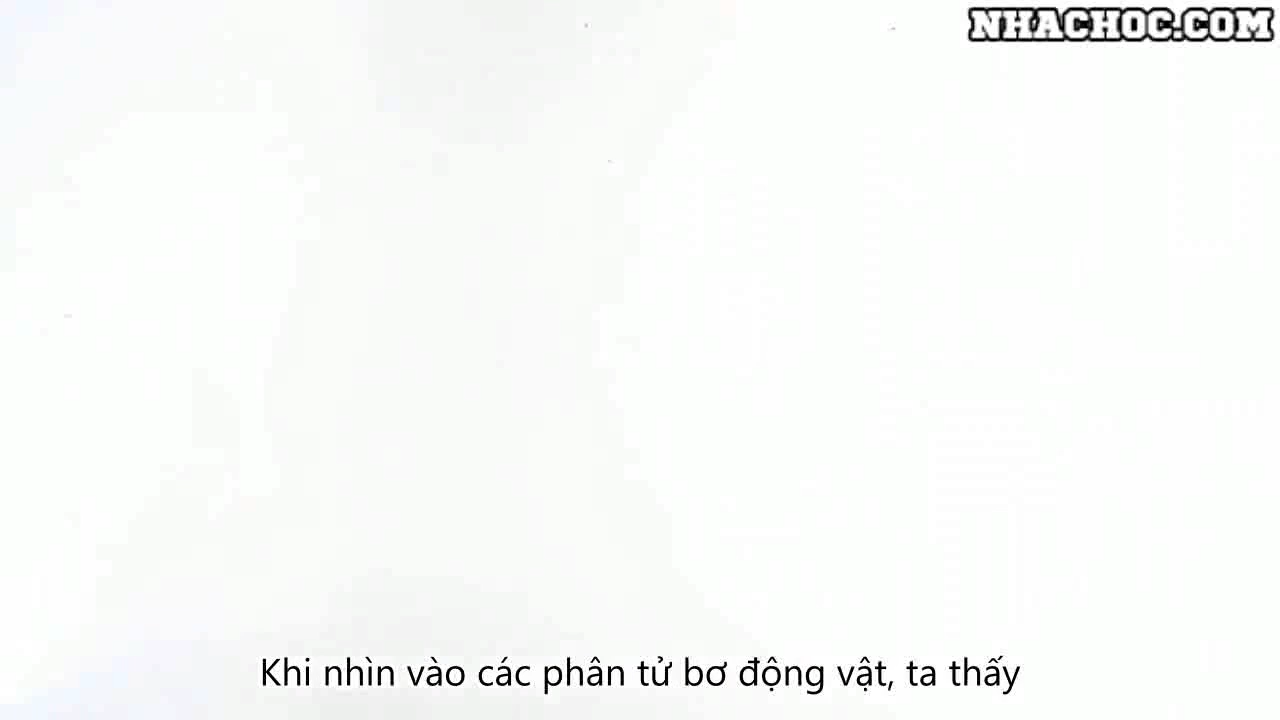 NHACHOC.COM
Khi nhìn vào các phân tử bơ động vật, ta thấy